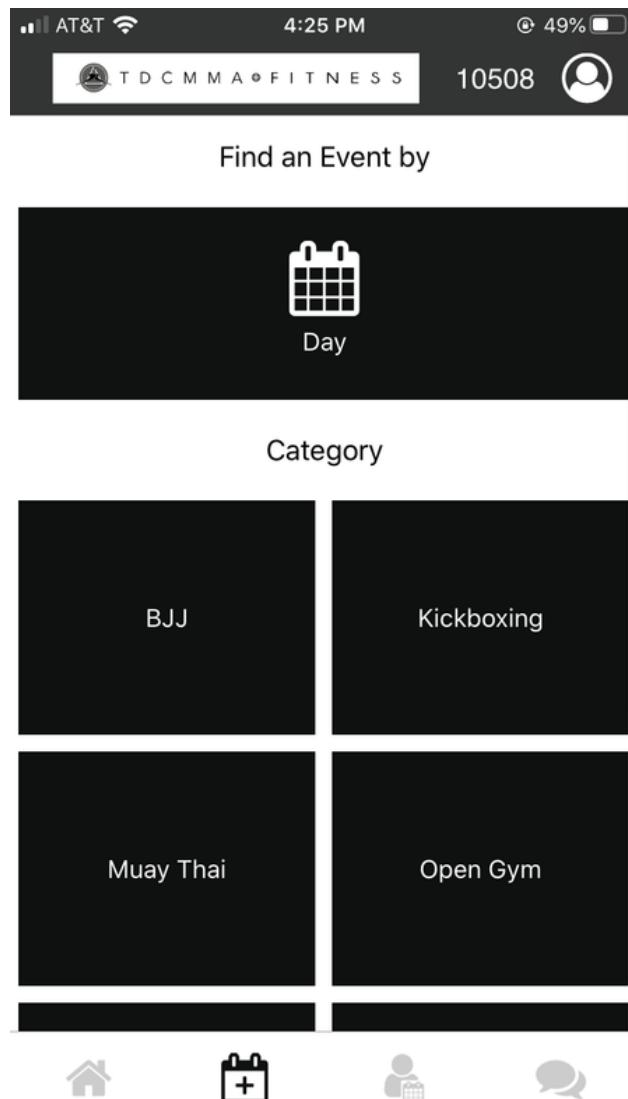 AT&T 4:25 PM 49%
TDCMMA FITNESS 10508
Find an Event by
Day
Category
BJJ Kickboxing
Muay Thai Open Gym